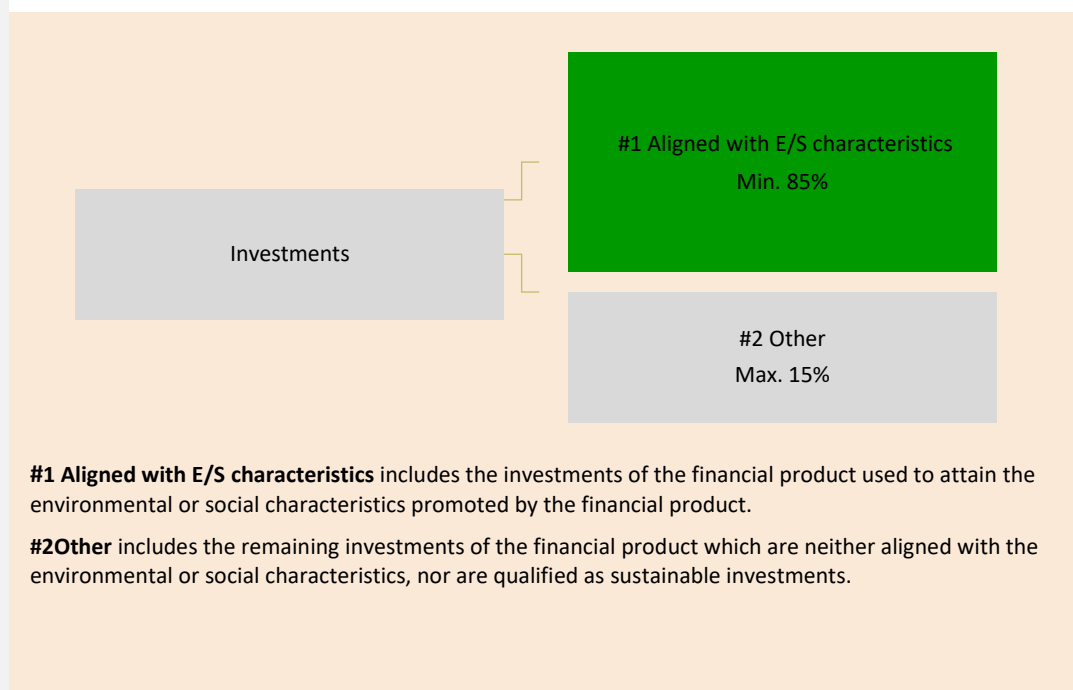 #1 Aligned with E/S characteristics
Min. 85%
Investments
#2 Other
Max. 15%
#1 Aligned with E/S characteristics includes the investments of the financial product used to attain the
environmental or social characteristics promoted by the financial product.
#2Other includes the remaining investments of the financial product which are neither aligned with the
environmental or social characteristics, nor are qualified as sustainable investments.